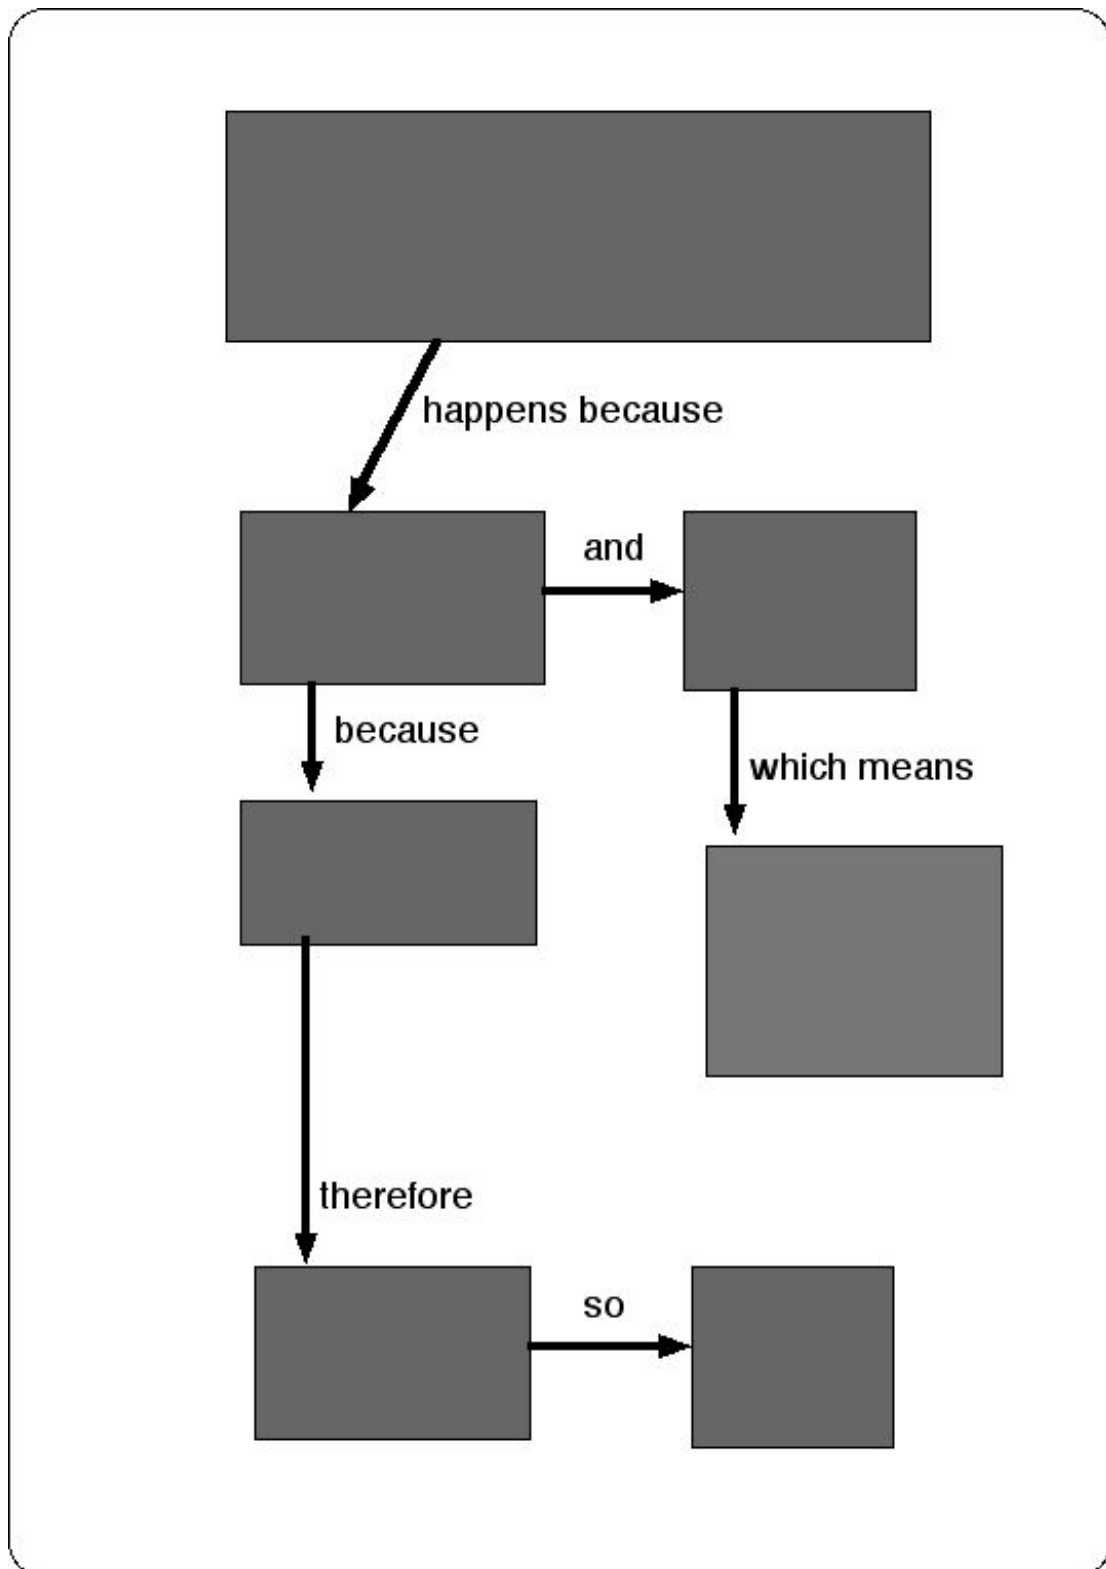 happens because
and
because
which means
therefore
so